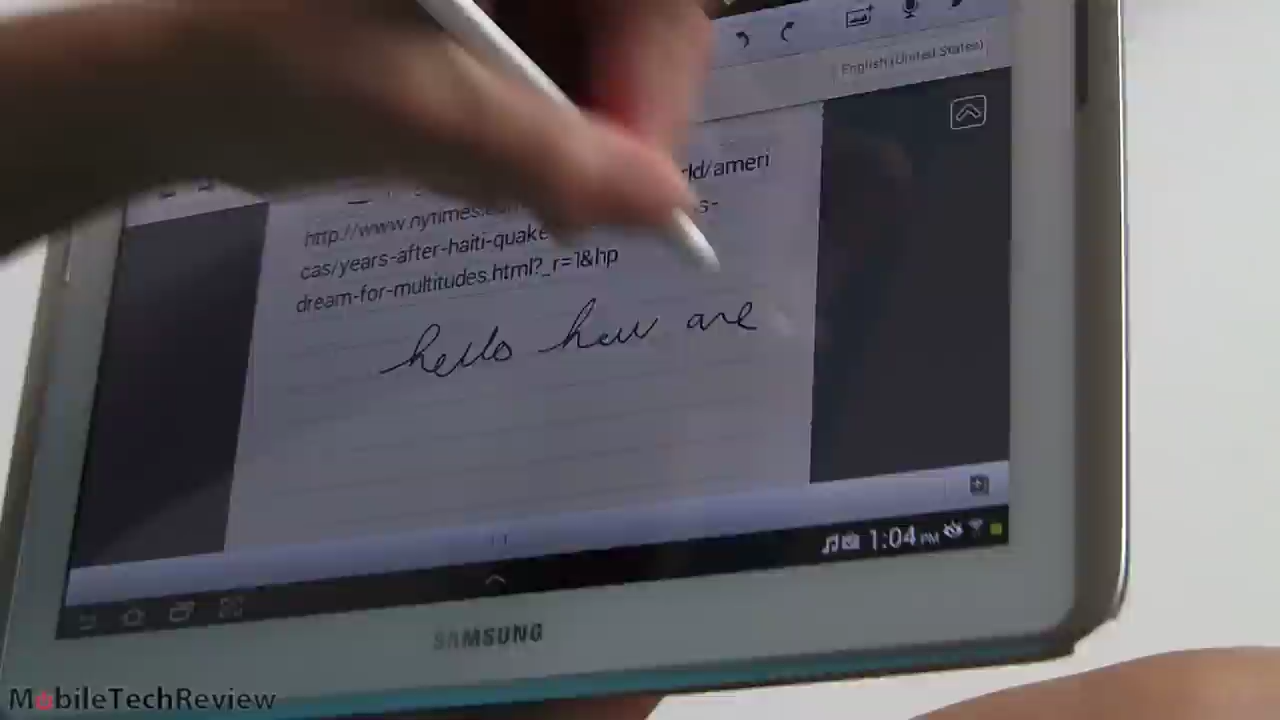 English (United States)
rld/ameri
http://www.nytimes.
s-
cas/years-after-haiti-quake
dream-for-multitudes.html?_r=1&hp
hello how are
1:04 PM
SAMSUNG
MobileTechReview